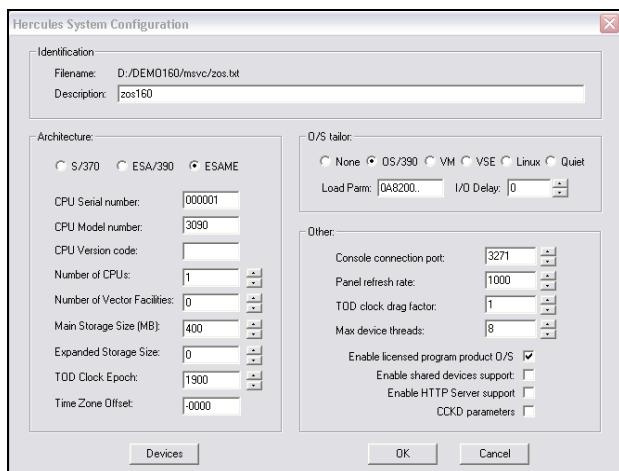 Hercules System Configuration
Identification
Filename: D:/DEMO160/msvc/zos.txt
Description: zos160
Architecture:
S/370 ESA/390 ESAME
CPU Serial number: 000001
CPU Model number: 3090
CPU Version code:
Number of CPUs: 1
Number of Vector Facilities: 0
Main Storage Size (MB): 400
Expanded Storage Size: 0
TOD Clock Epoch: 1900
Time Zone Offset: -0000
O/S tailor:
None OS/390 VM VSE Linux Quiet
Load Parm: 0A8200.. I/O Delay: 0
Other:
Console connection port: 3271
Panel refresh rate: 1000
TOD clock drag factor: 1
Max device threads: 8
Enable licensed program product O/S
Enable shared devices support:
Enable HTTP Server support
CCKD parameters
Devices OK Cancel